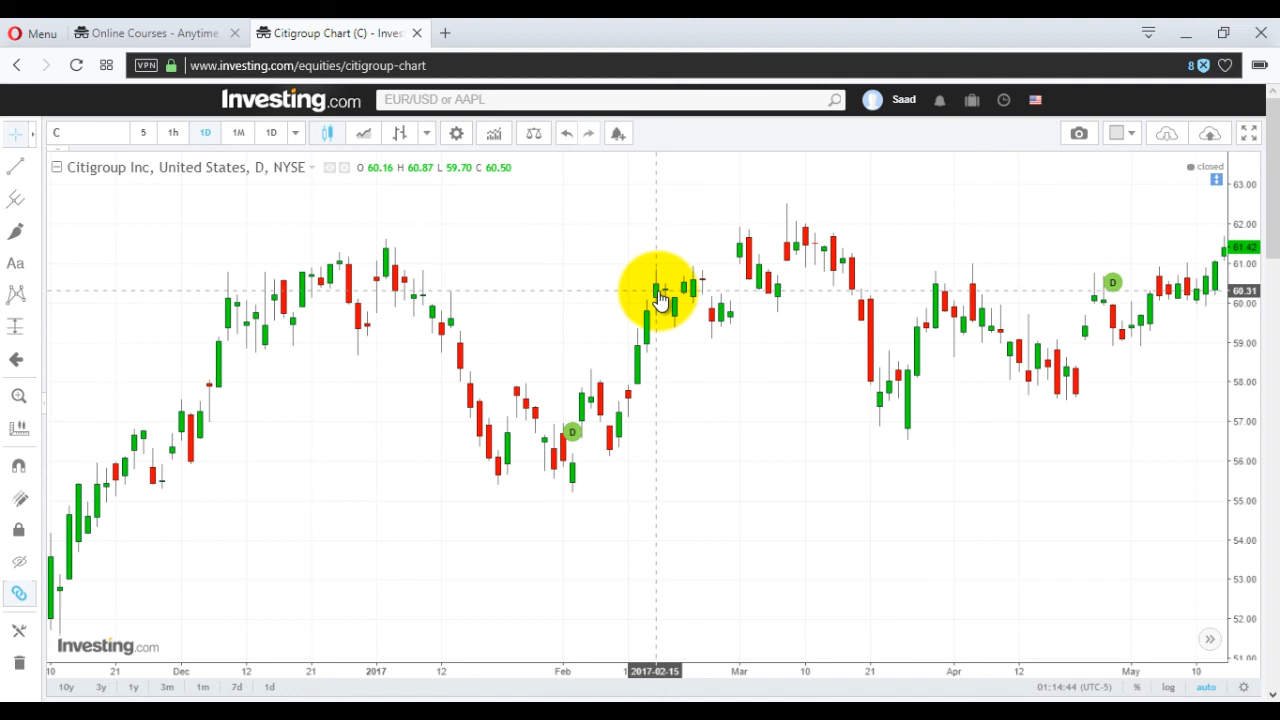 Menu
Online Courses - Anytime,
Citigroup Chart (C) - Inves
VPN
www.investing.com/equities/citigroup-chart
8
Investing.com
EUR/USD or AAPL
Saad
C
5
1h
1D
1M
1D
Citigroup Inc, United States, D, NYSE
O 60.16 H 60.87 L 59.70 C 60.50
closed
Aa
63.00
62.00
61.42
61.00
60.31
60.00
59.00
58.00
57.00
56.00
55.00
54.00
53.00
52.00
51.00
D
D
D
Investing.com
10
21
Dec
12
21
2017
12
Feb
2017-02-15
Mar
10
21
Apr
12
May
10
10y
3y
1y
3m
1m
7d
1d
01:14:44 (UTC-5)
%
log
auto